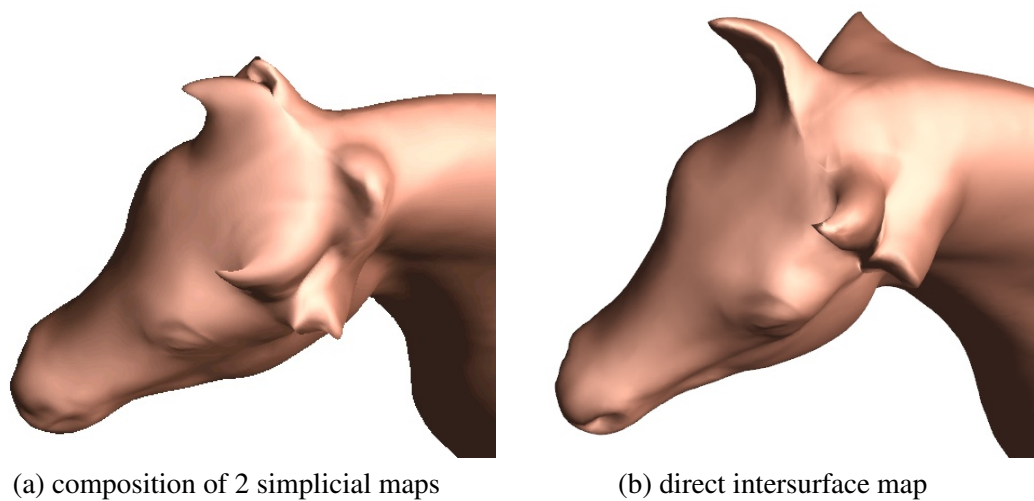 (a) composition of 2 simplicial maps
(b) direct intersurface map